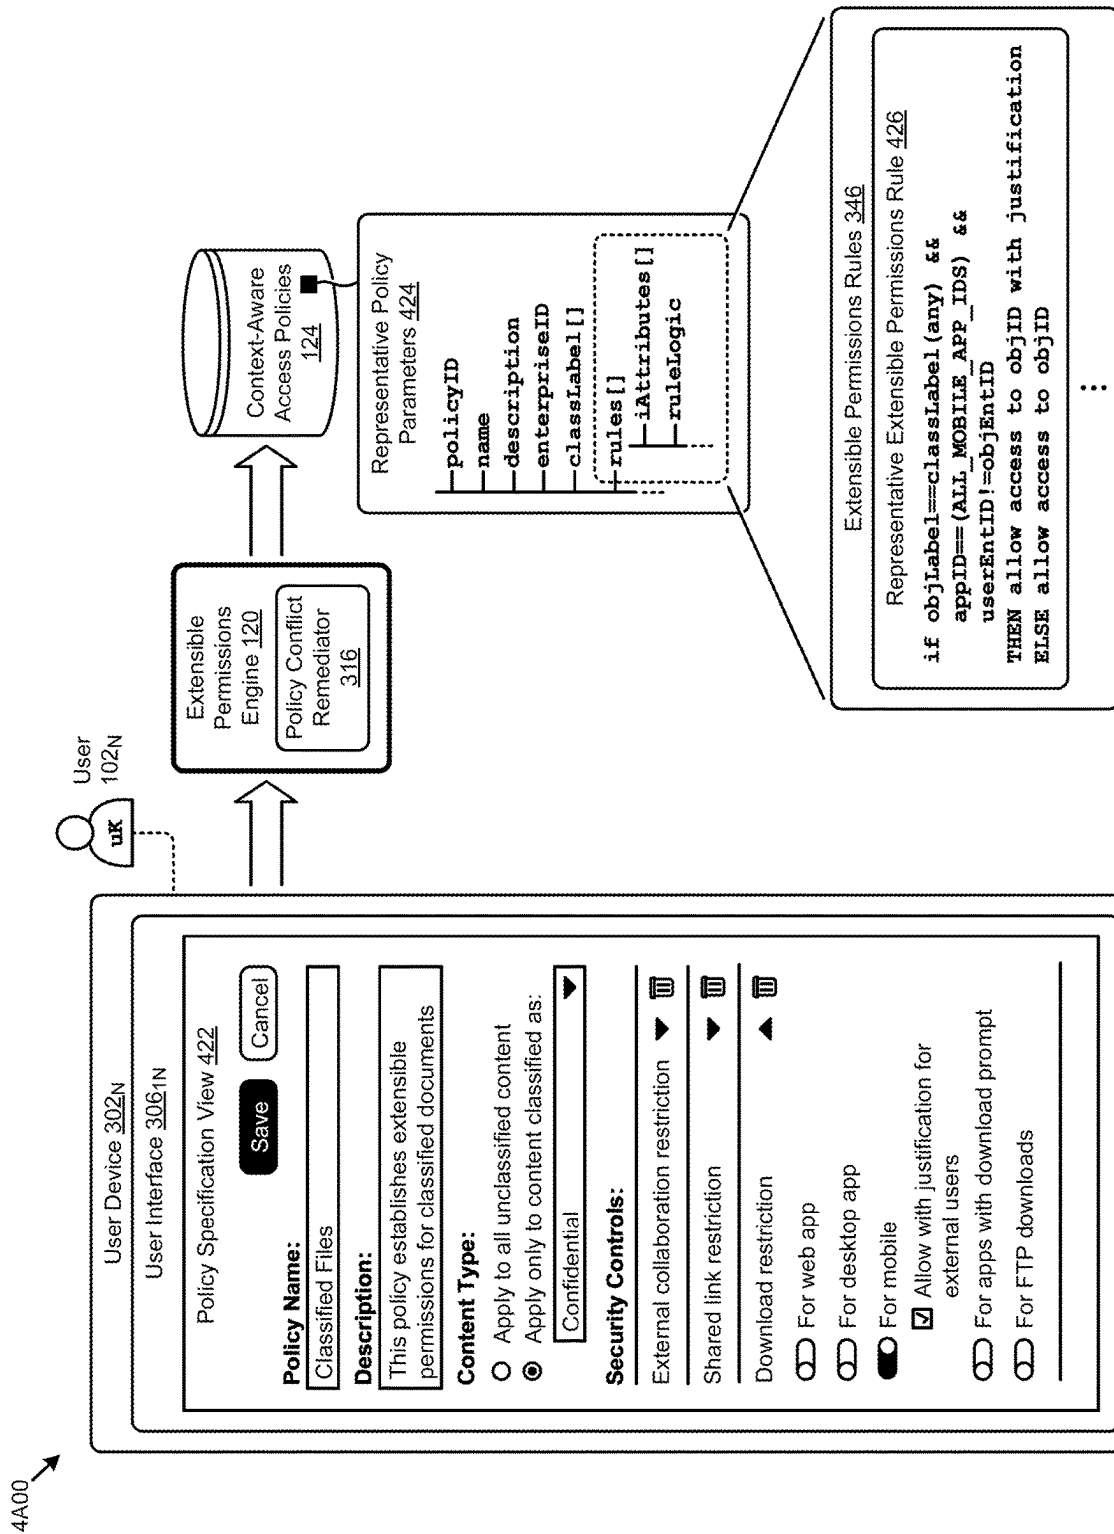 4A00
User Device 302N
User Interface 3061N
Policy Specification View 422
Save
Cancel
Policy Name:
Classified Files
Description:
This policy establishes extensible
permissions for classified documents
Content Type:
Apply to all unclassified content
Apply only to content classified as:
Confidential
Security Controls:
External collaboration restriction
Shared link restriction
Download restriction
For web app
For desktop app
For mobile
Allow with justification for
external users
For apps with download prompt
For FTP downloads
User
102N
uK
Extensible
Permissions
Engine 120
Policy Conflict
Remediator
316
Context-Aware
Access Policies
124
Representative Policy
Parameters 424
policyID
name
description
enterpriseID
classLabel[]
rules[]
iAttributes[]
ruleLogic
Extensible Permissions Rules 346
Representative Extensible Permissions Rule 426
if objLabel==classLabel(any) &&
appID==(ALL_MOBILE_APP_IDS) &&
userEntID!=objEntID
THEN allow access to objID with justification
ELSE allow access to objID